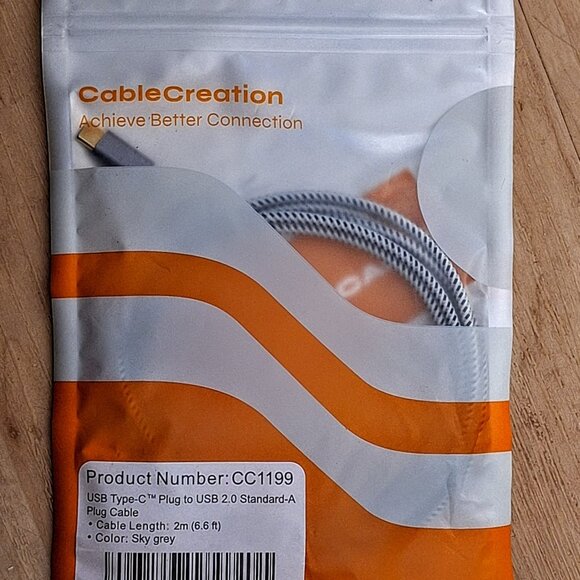 CableCreation
Achieve Better Connection
CA
Product Number: CC1199
USB Type-C™ Plug to USB 2.0 Standard-A
Plug Cable
• Cable Length: 2m (6.6 ft)
• Color: Sky grey